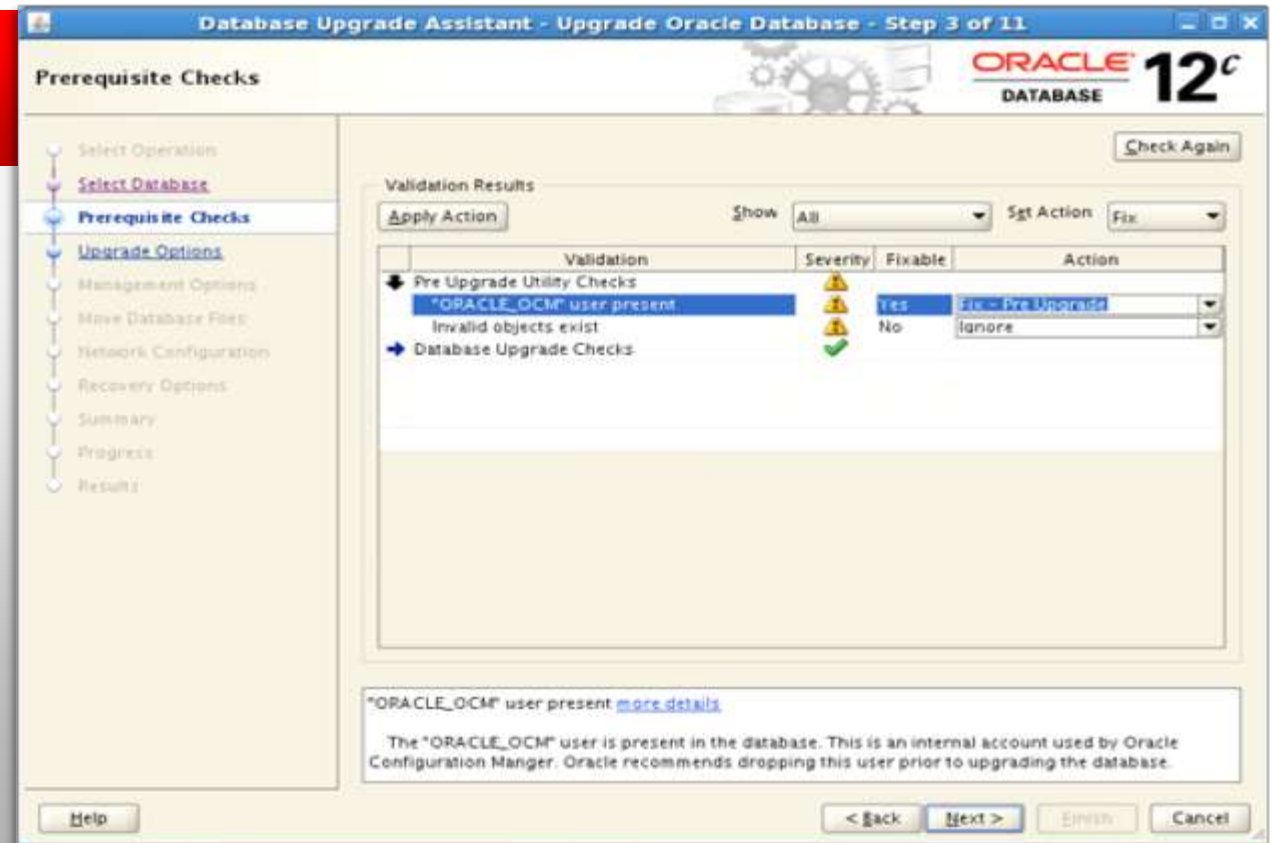 Database Upgrade Assistant - Upgrade Oracle Database - Step 3 of 11
Prerequisite Checks
ORACLE
DATABASE
12c
Select Operation
Select Database
Prerequisite Checks
Upgrade Options
Management Options
Move Database Files
Network Configuration
Recovery Options
Summary
Progress
Results
Check Again
Validation Results
Apply Action
Show All
Set Action Fix
Validation Severity Fixable Action
Pre Upgrade Utility Checks
"ORACLE_OCM" user present Yes Fix - Pre Upgrade
Invalid objects exist No Ignore
Database Upgrade Checks
"ORACLE_OCM" user present more details
The "ORACLE_OCM" user is present in the database. This is an internal account used by Oracle
Configuration Manger. Oracle recommends dropping this user prior to upgrading the database.
Help
< Back
Next >
Finish
Cancel